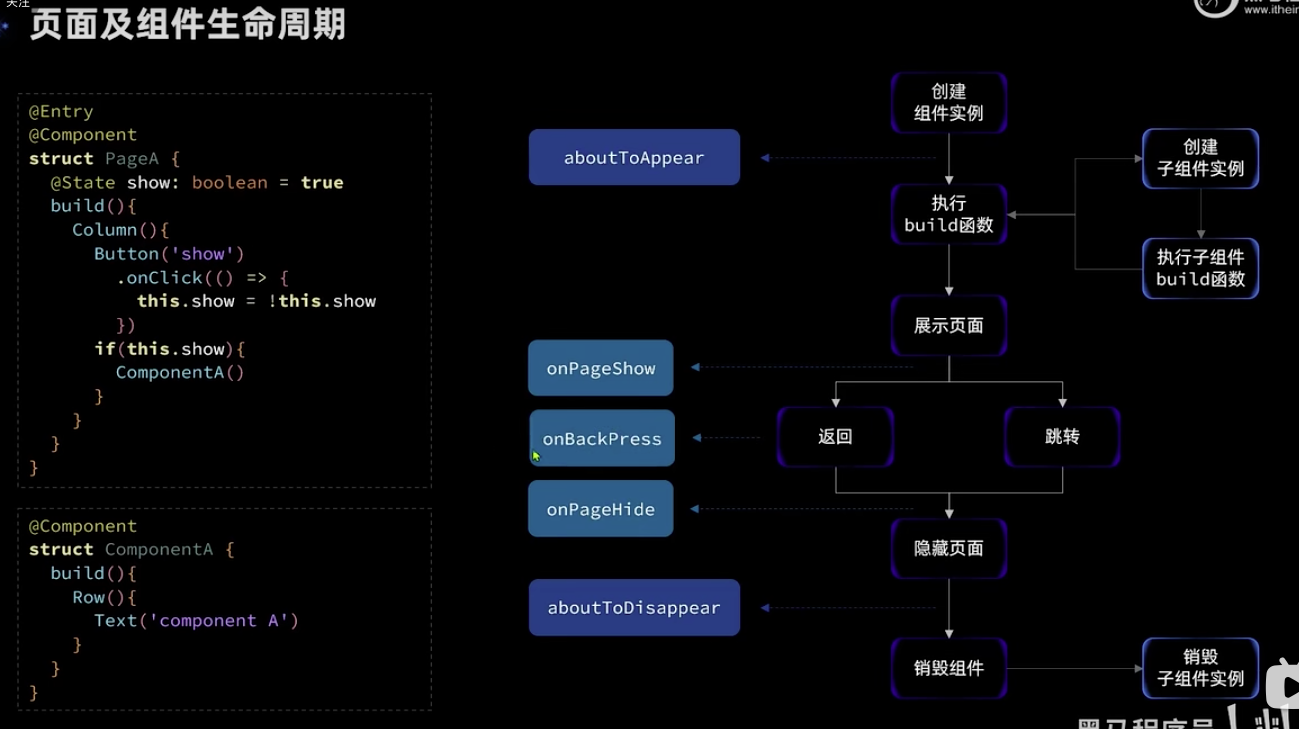 关注
页面及组件生命周期
www.ithei
@Entry
@Component
struct PageA {
@State show: boolean = true
build(){
Column(){
Button('show')
.onClick(() => {
this.show = !this.show
})
if(this.show){
ComponentA()
}
}
}
}
@Component
struct ComponentA {
build(){
Row(){
Text('component A')
}
}
}
aboutToAppear
onPageShow
onBackPress
onPageHide
aboutToDisappear
创建
组件实例
执行
build函数
展示页面
返回
跳转
隐藏页面
销毁组件
创建
子组件实例
执行子组件
build函数
销毁
子组件实例
黑马程序员